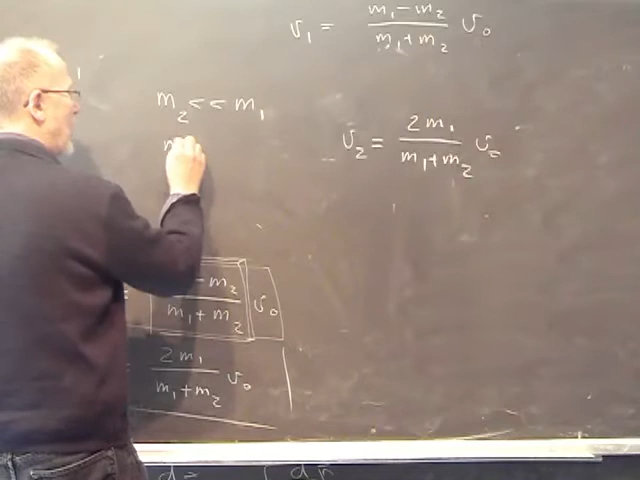 v₁ = (m₁ - m₂)/(m₁ + m₂) v₀
m₂ << m₁
v₂ = 2m₁/(m₁ + m₂) v₀
m
= - m₂/(m₁ + m₂) v₀
= 2m₁/(m₁ + m₂) v₀